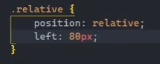 .relative {
    position: relative;
    left: 80px;
}